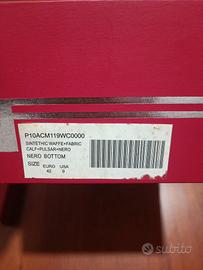 P10ACM119WC0000
SINTETHIC WAFFE+FABRIC
CALF+PULSAR+NERO
NERO BOTTOM
SIZE EURO USA
42 9
subito